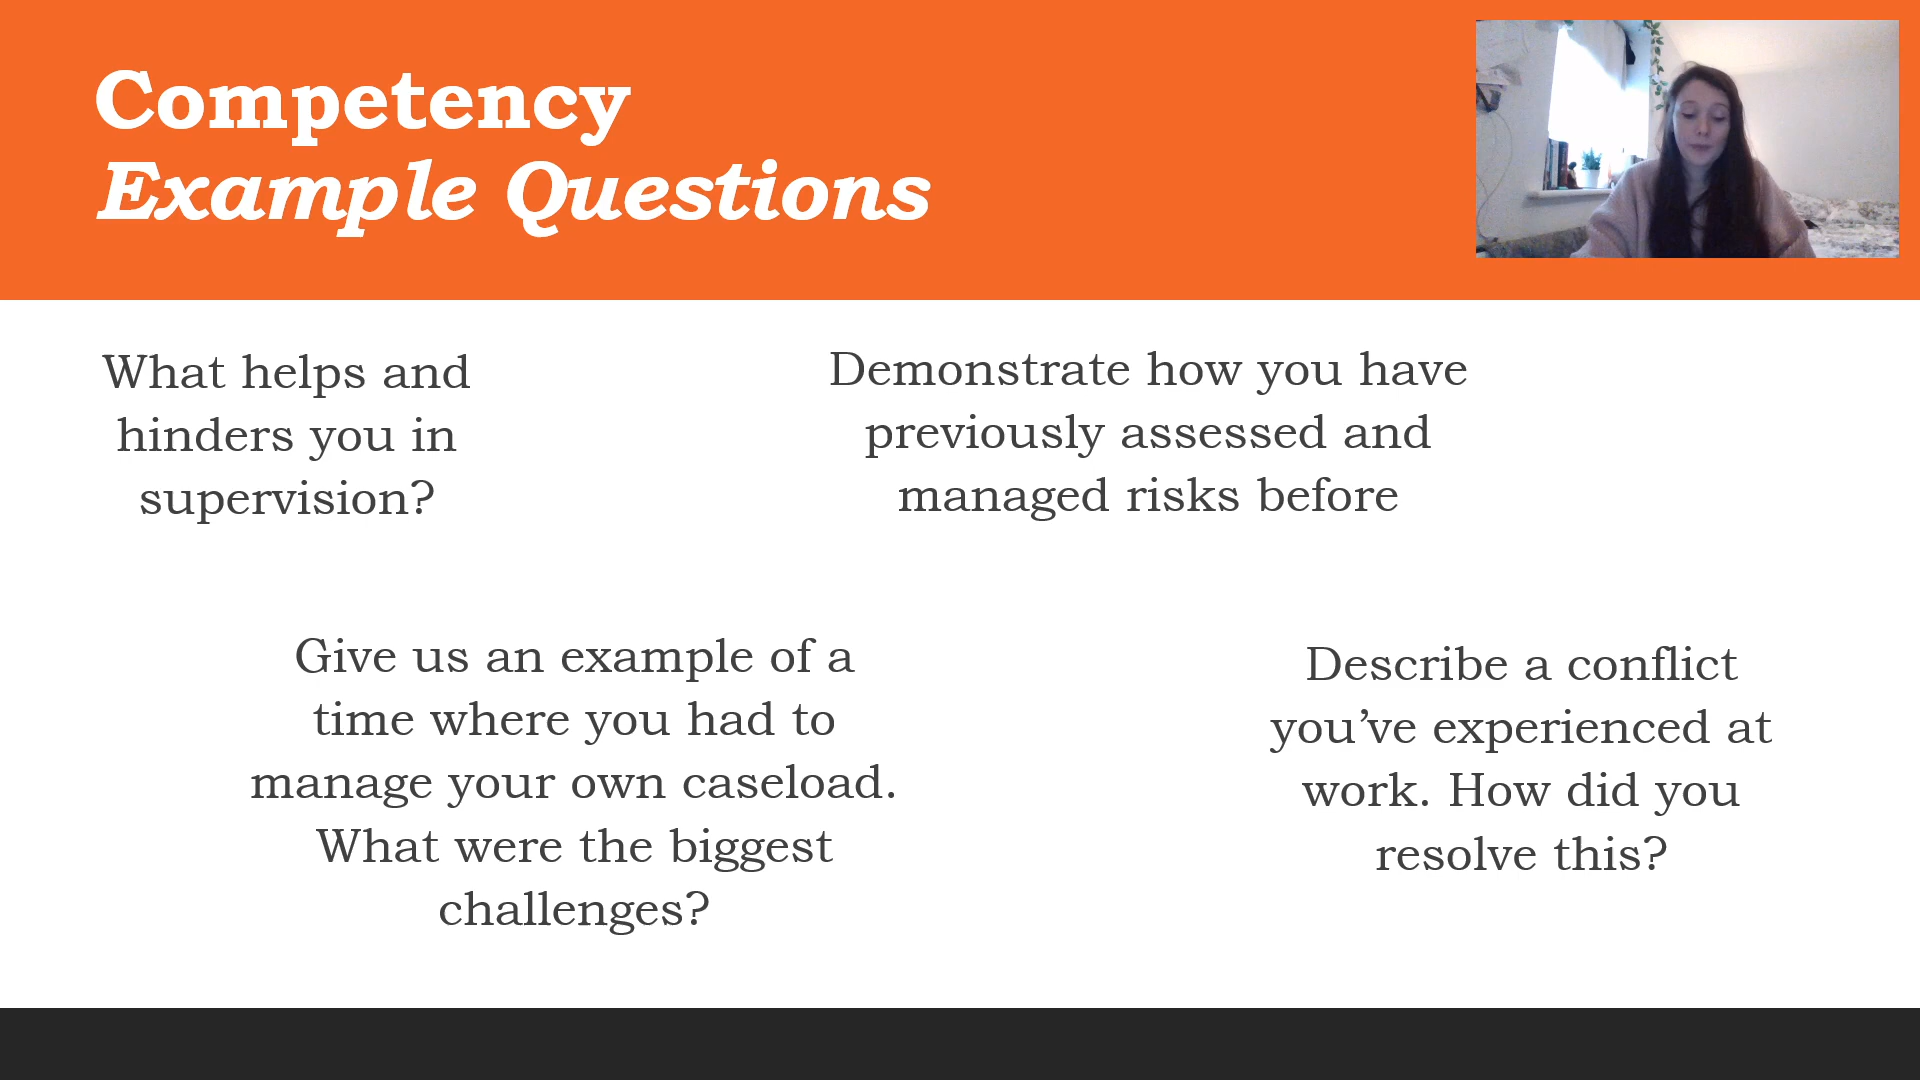 Competency
Example Questions
What helps and
hinders you in
supervision?
Demonstrate how you have
previously assessed and
managed risks before
Give us an example of a
time where you had to
manage your own caseload.
What were the biggest
challenges?
Describe a conflict
you’ve experienced at
work. How did you
resolve this?